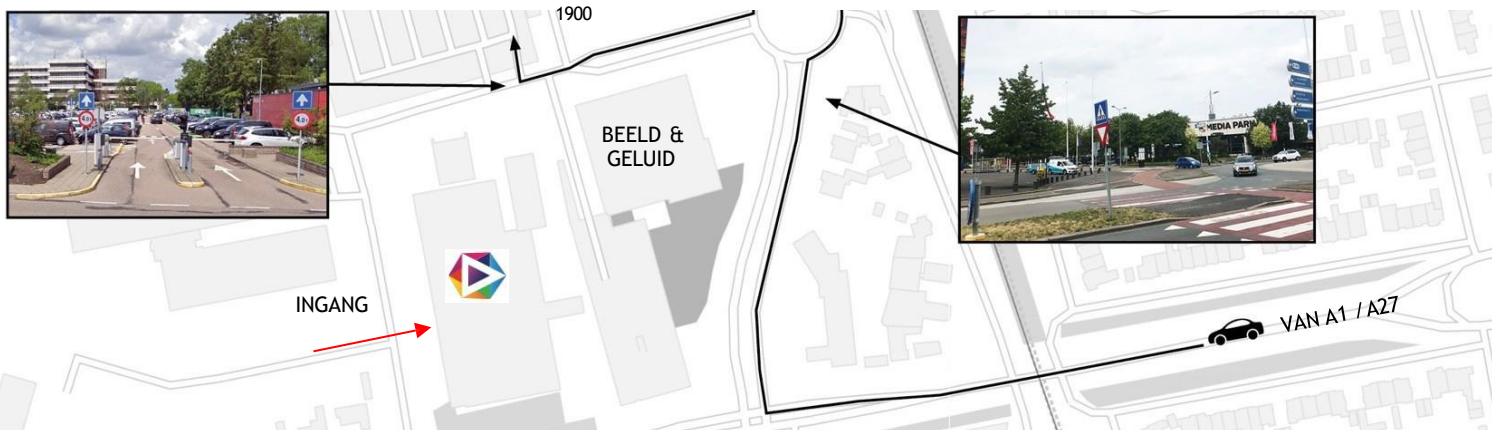 1900
BEELD &
GELUID
INGANG
VAN A1 / A27
MEDIA PARK